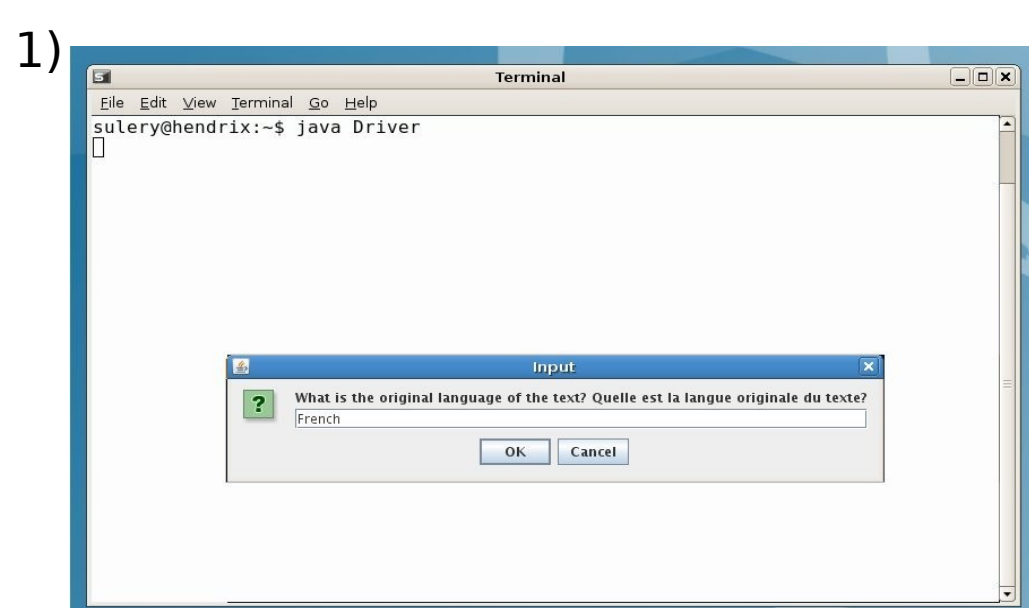 1)
Terminal
File Edit View Terminal Go Help
sulery@hendrix:~$ java Driver
Input
What is the original language of the text? Quelle est la langue originale du texte?
French
OK Cancel